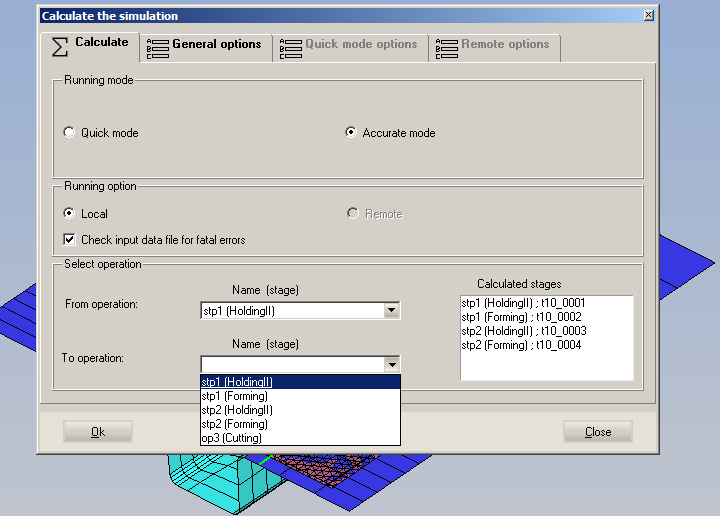 Calculate the simulation
Calculate
General options
Quick mode options
Remote options
Running mode
Quick mode
Accurate mode
Running option
Local
Remote
Check input data file for fatal errors
Select operation
Name (stage)
From operation:
stp1 (HoldingII)
Name (stage)
To operation:
stp1 (HoldingII)
stp1 (Forming)
stp2 (HoldingII)
stp2 (Forming)
op3 (Cutting)
Calculated stages
stp1 (HoldingII) ; t10_0001
stp1 (Forming) ; t10_0002
stp2 (HoldingII) ; t10_0003
stp2 (Forming) ; t10_0004
Ok
Close